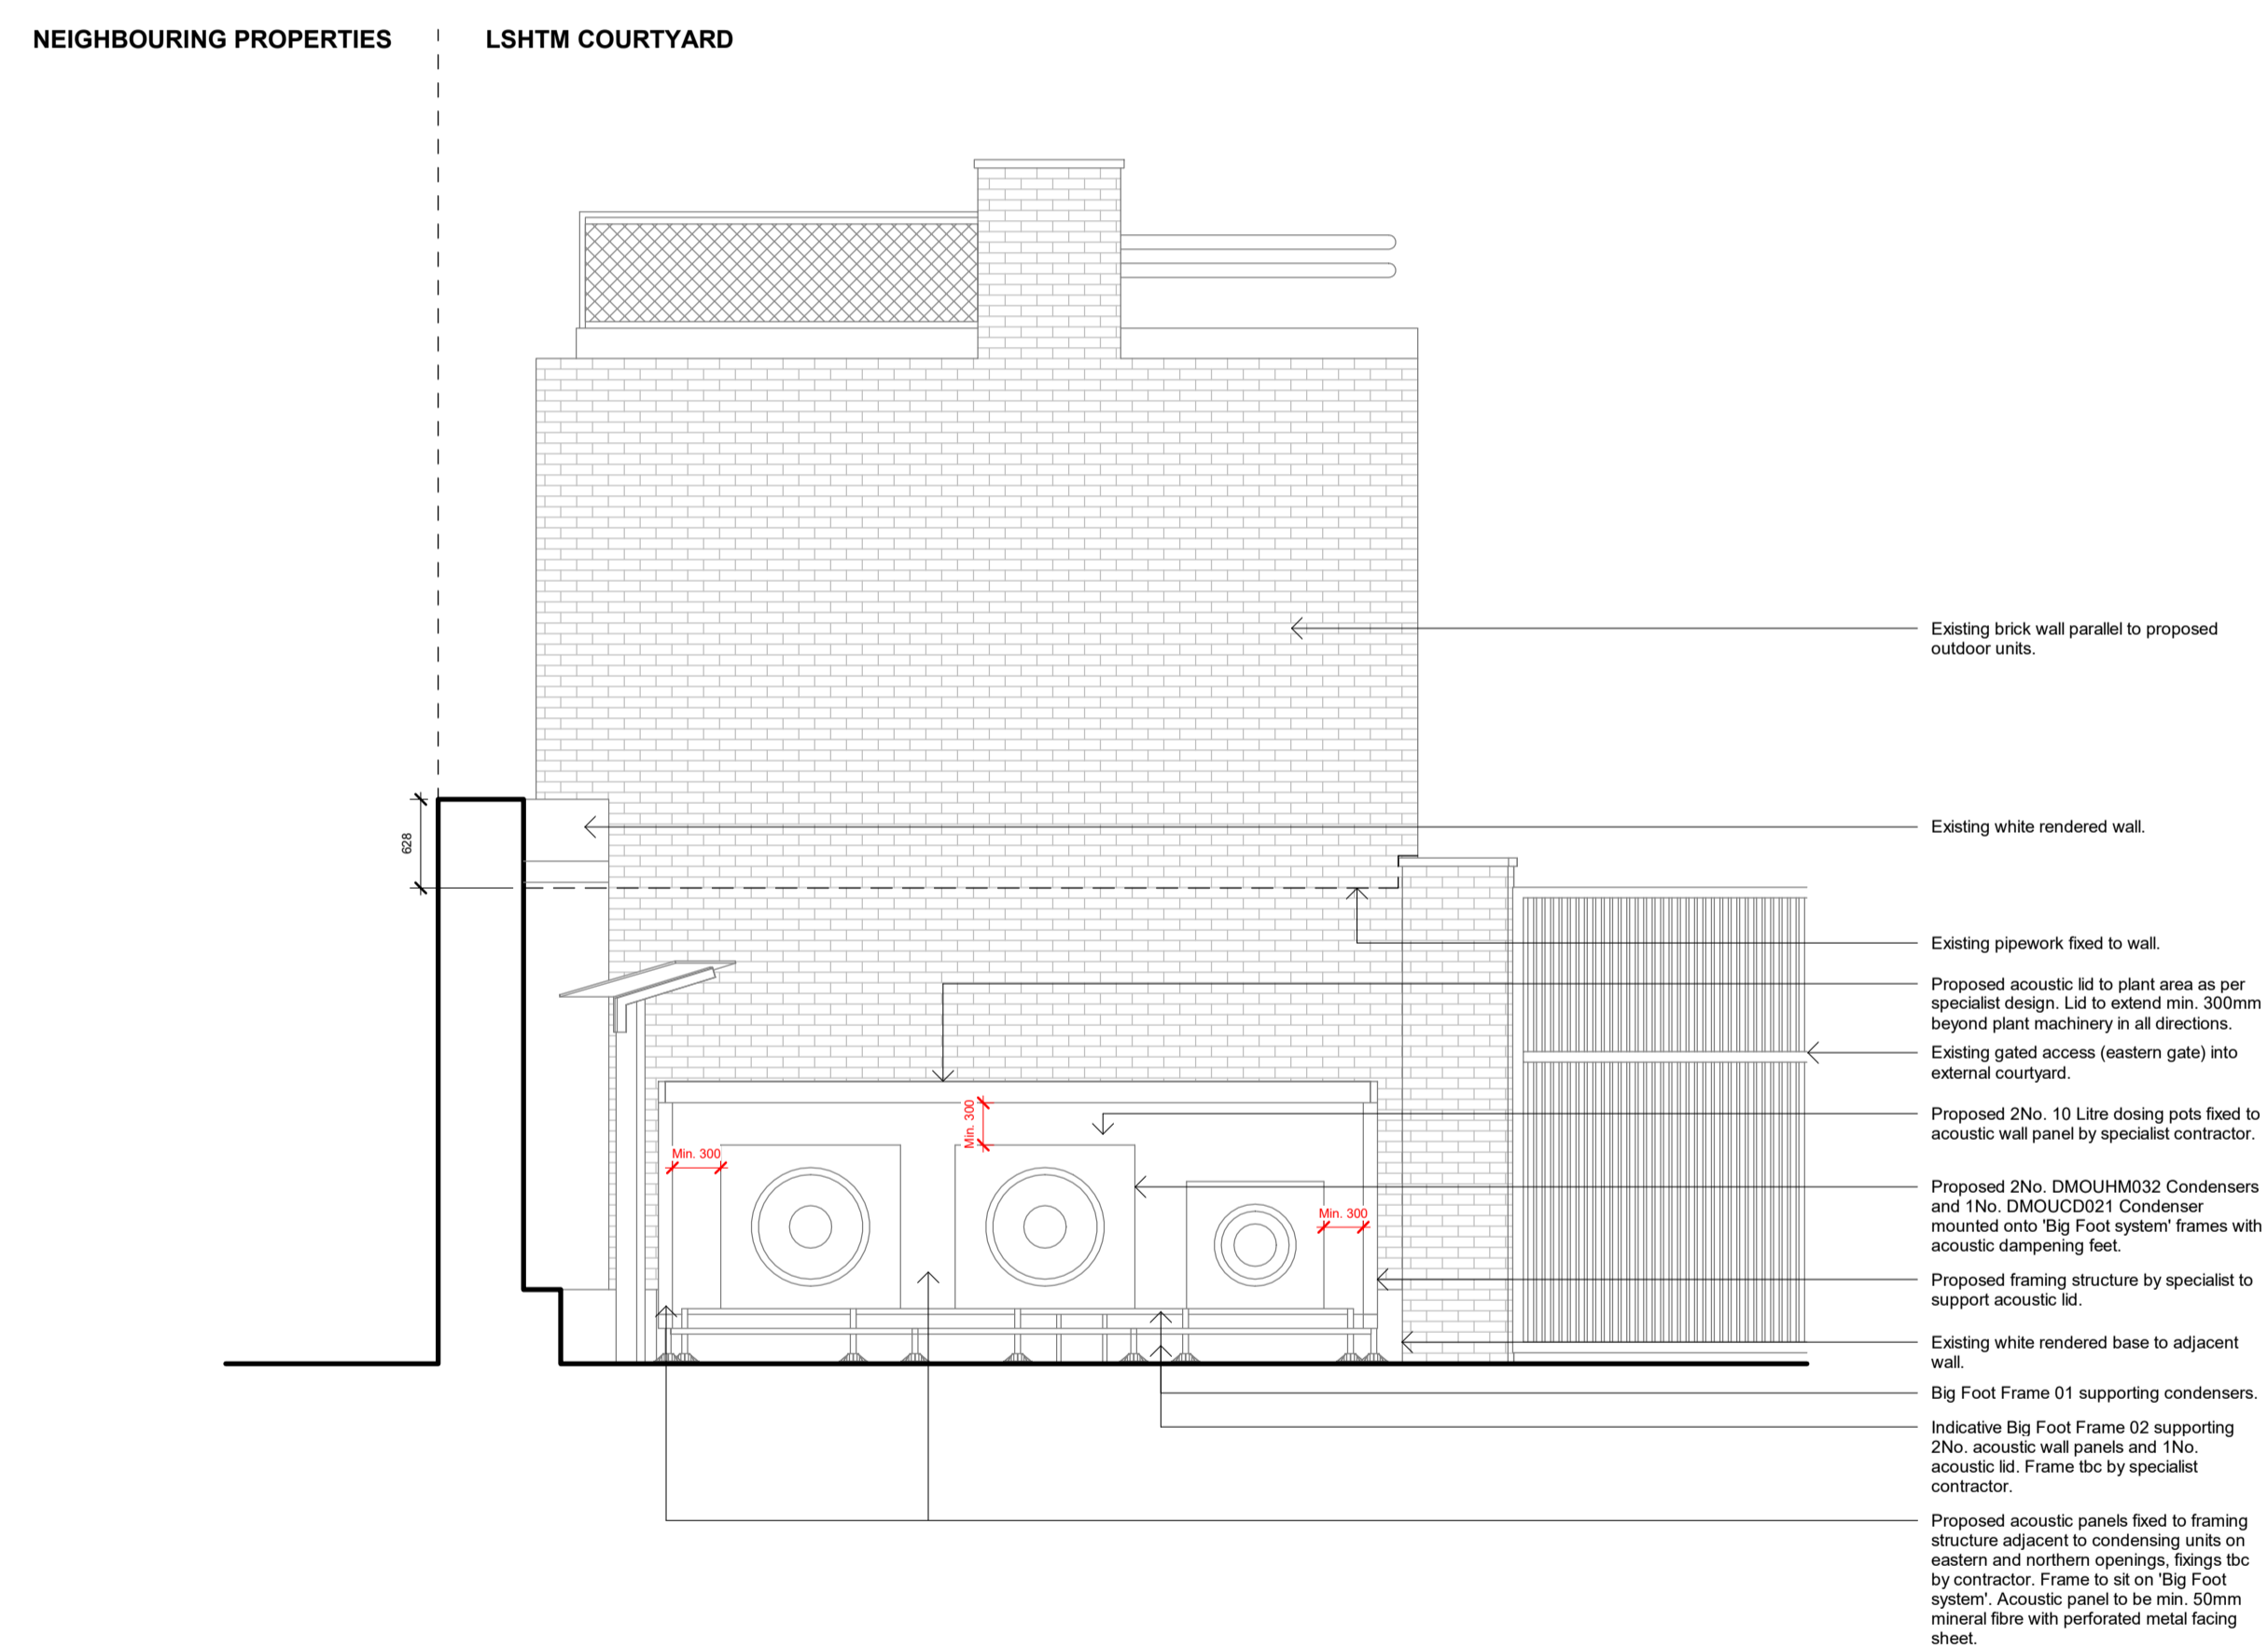 NEIGHBOURING PROPERTIES
LSHTM COURTYARD
Existing brick wall parallel to proposed
outdoor units.
628
Existing white rendered wall.
Existing pipework fixed to wall.
Proposed acoustic lid to plant area as per
specialist design. Lid to extend min. 300mm
beyond plant machinery in all directions.
Existing gated access (eastern gate) into
external courtyard.
Min. 300
Proposed 2No. 10 Litre dosing pots fixed to
acoustic wall panel by specialist contractor.
Min. 300
Proposed 2No. DMOUHM032 Condensers
and 1No. DMOUCD021 Condenser
mounted onto 'Big Foot system' frames with
acoustic dampening feet.
Min. 300
Proposed framing structure by specialist to
support acoustic lid.
Existing white rendered base to adjacent
wall.
Big Foot Frame 01 supporting condensers.
Indicative Big Foot Frame 02 supporting
2No. acoustic wall panels and 1No.
acoustic lid. Frame tbc by specialist
contractor.
Proposed acoustic panels fixed to framing
structure adjacent to condensing units on
eastern and northern openings, fixings tbc
by contractor. Frame to sit on 'Big Foot
system'. Acoustic panel to be min. 50mm
mineral fibre with perforated metal facing
sheet.